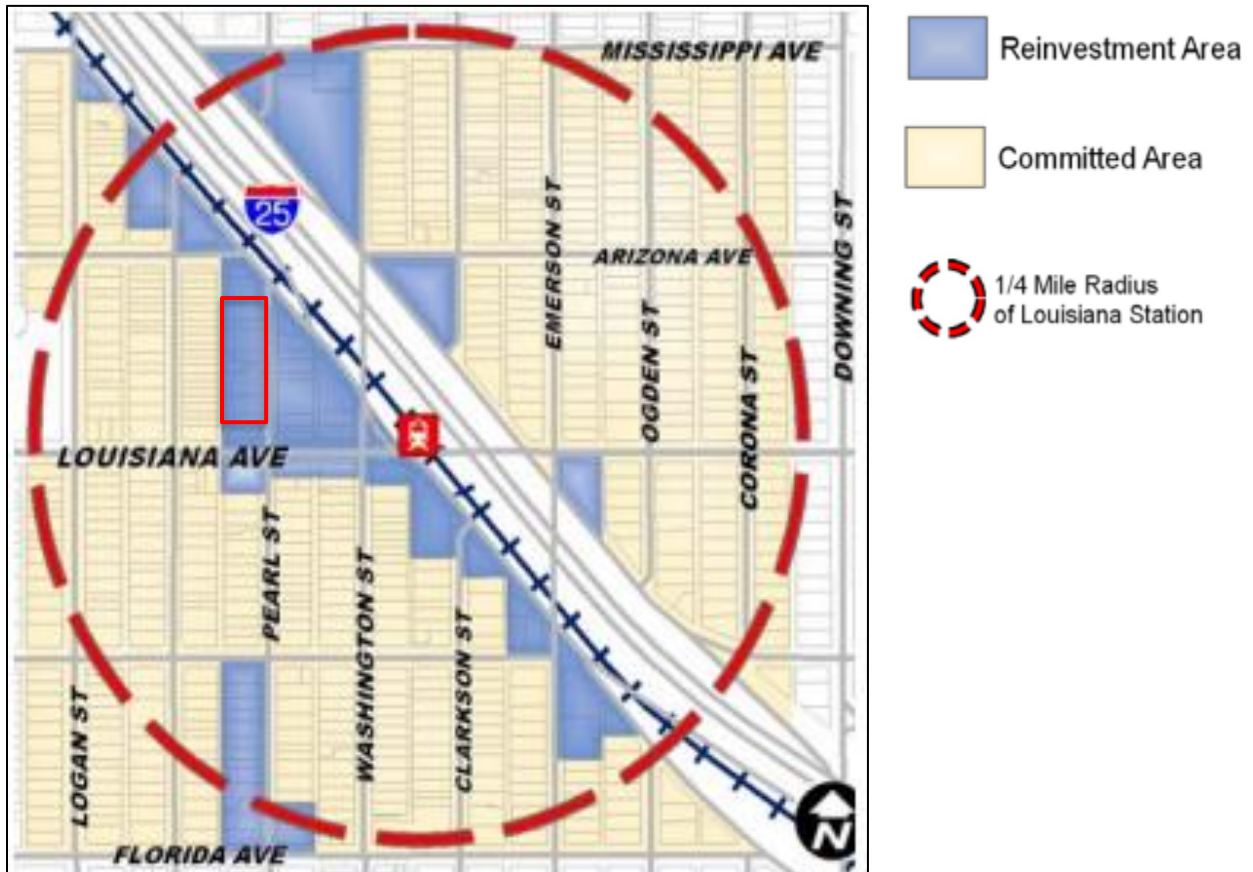 MISSISSIPPI AVE
Reinvestment Area
Committed Area
25
ARIZONA AVE
EMERSON ST
DOWNING ST
1/4 Mile Radius
of Louisiana Station
OGDEN ST
CORONA ST
LOUISIANA AVE
PEARL ST
WASHINGTON ST
CLARKSON ST
LOGAN ST
N
FLORIDA AVE